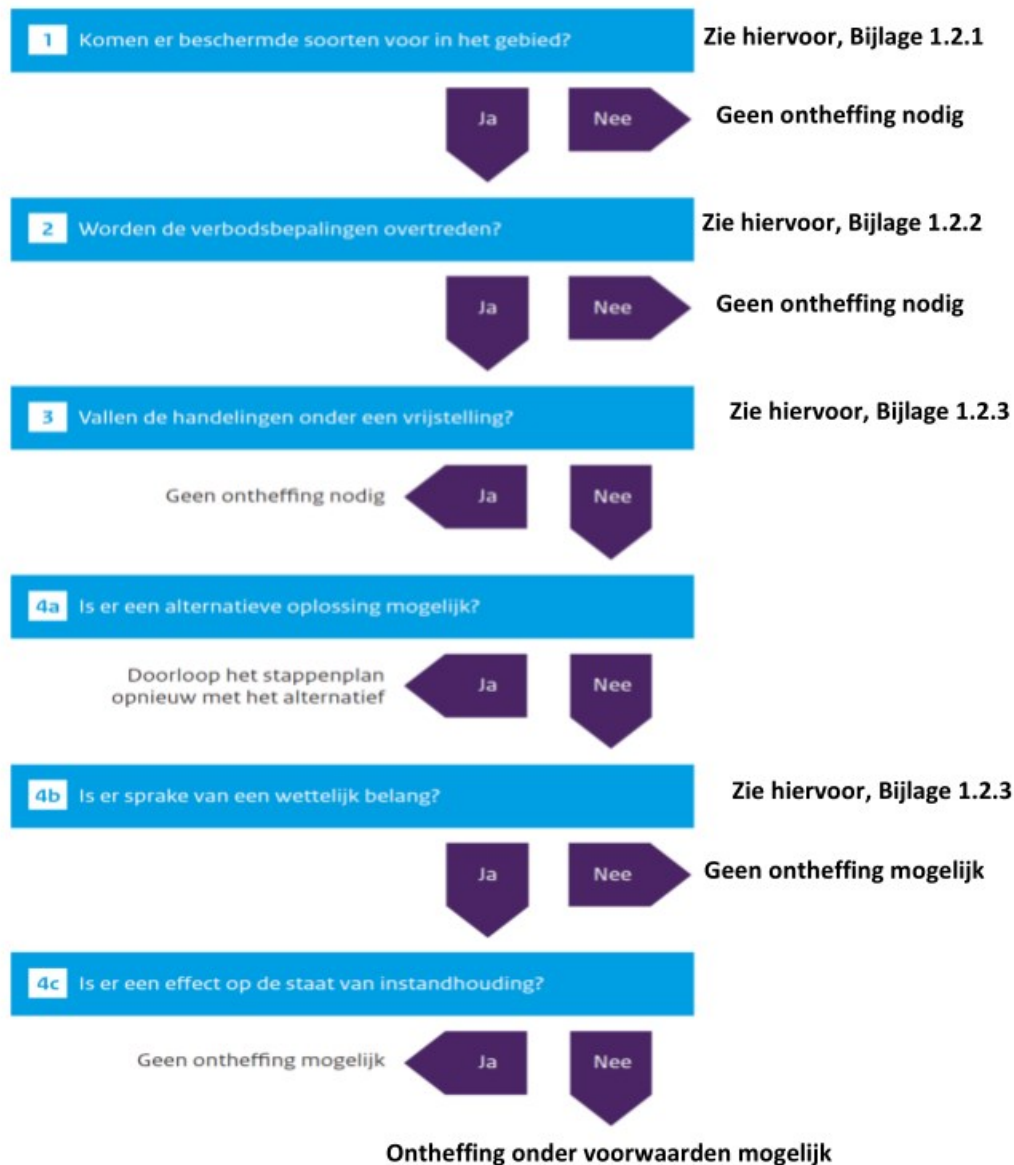 1 Komen er beschermde soorten voor in het gebied? Zie hiervoor, Bijlage 1.2.1
Ja Nee Geen ontheffing nodig
2 Worden de verbodsbepalingen overtreden? Zie hiervoor, Bijlage 1.2.2
Ja Nee Geen ontheffing nodig
3 Vallen de handelingen onder een vrijstelling? Zie hiervoor, Bijlage 1.2.3
Geen ontheffing nodig Ja Nee
4a Is er een alternatieve oplossing mogelijk?
Doorloop het stappenplan
opnieuw met het alternatief Ja Nee
4b Is er sprake van een wettelijk belang? Zie hiervoor, Bijlage 1.2.3
Ja Nee Geen ontheffing mogelijk
4c Is er een effect op de staat van instandhouding?
Geen ontheffing mogelijk Ja Nee
Ontheffing onder voorwaarden mogelijk